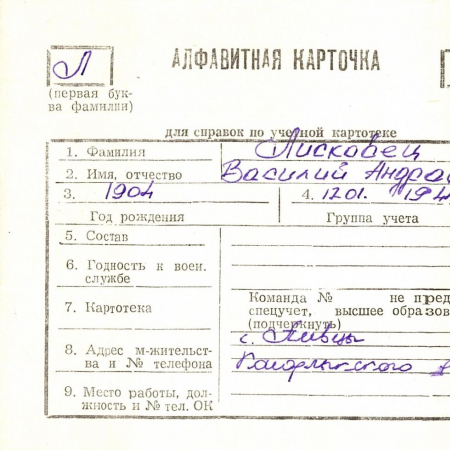 Л
АЛФАВИТНАЯ КАРТОЧКА
(первая бук-
ва фамилии)
для справок по учетной картотеке
1. Фамилия Лисковец
2. Имя, отчество Василий
3. 1904 4. 12 01.
Год рождения Группа учета
5. Состав
6. Годность к воен.
службе
7. Картотека
Команда № не пред
спецучет, высшее образов
(подчеркнуть)
8. Адрес м-жительст-
ва и № телефона
с.
9. Место работы, дол-
жность и № тел. ОК